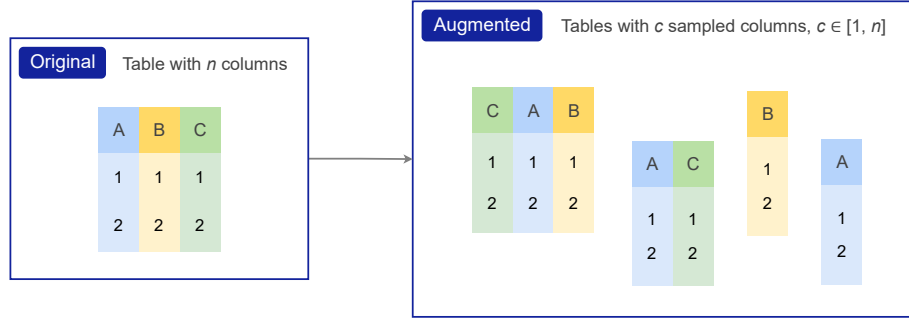 Original Table with n columns
A B C
1 1 1
2 2 2
Augmented Tables with c sampled columns, c ∈ [1, n]
C A B
1 1 1
2 2 2
A C
1 1
2 2
B
1
2
A
1
2